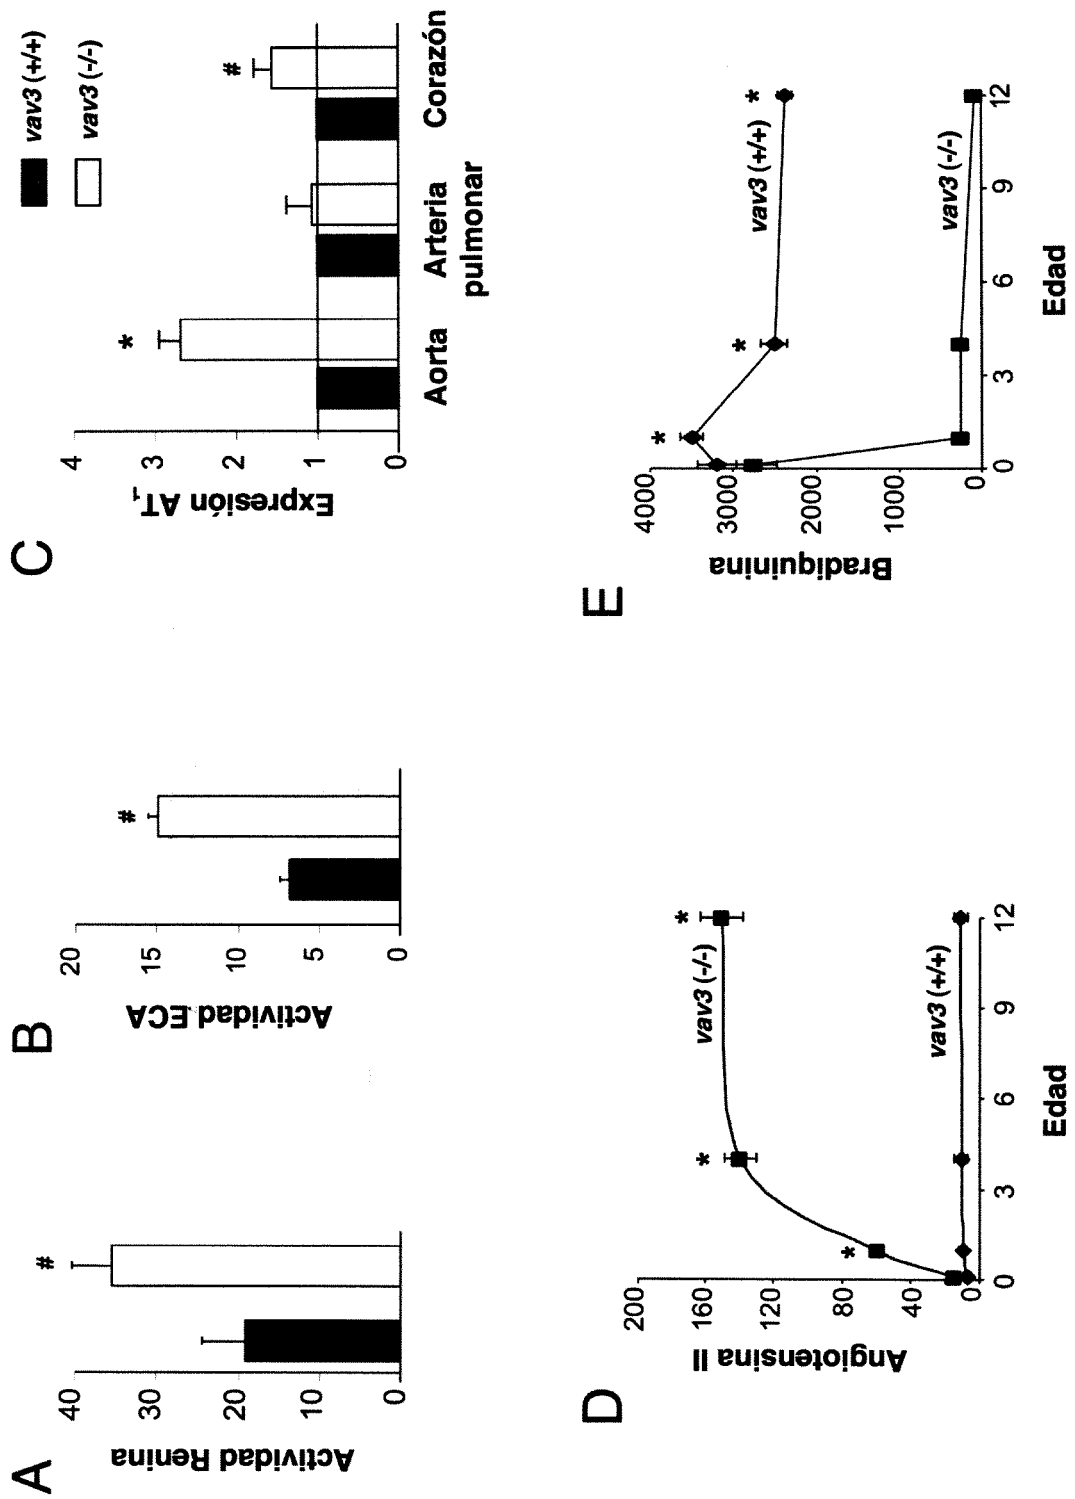 A
Actividad Renina
40
30
20
10
0
#
B
Actividad ECA
20
15
10
5
0
#
C
Expresión AT₁
4
3
2
1
0
*
#
Aorta
Arteria
pulmonar
Corazón
vav3 (+/+)
vav3 (-/-)
D
Angiotensina II
200
160
120
80
40
0
*
*
*
vav3 (-/-)
vav3 (+/+)
0 3 6 9 12
Edad
E
Bradiquinina
4000
3000
2000
1000
0
*
*
*
vav3 (+/+)
vav3 (-/-)
0 3 6 9 12
Edad